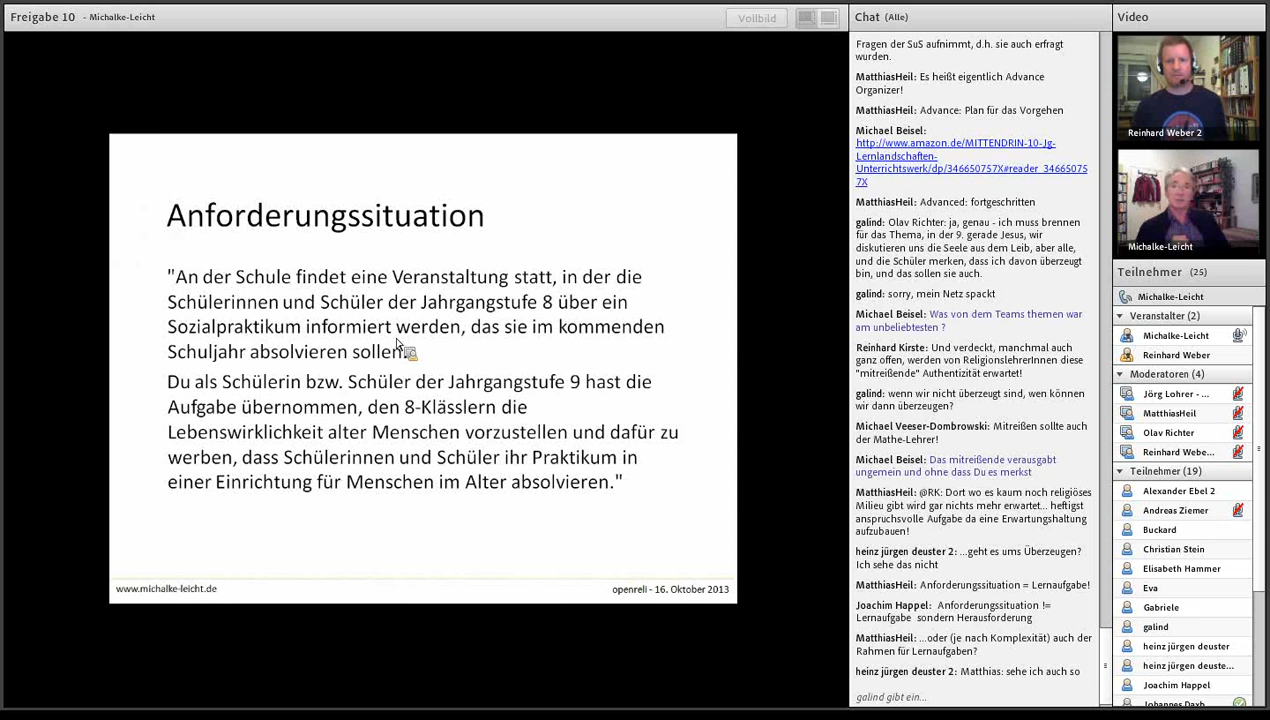 Freigabe 10 - Michalke-Leicht
Vollbild
Anforderungssituation
"An der Schule findet eine Veranstaltung statt, in der die
Schülerinnen und Schüler der Jahrgangstufe 8 über ein
Sozialpraktikum informiert werden, das sie im kommenden
Schuljahr absolvieren sollen.
Du als Schülerin bzw. Schüler der Jahrgangstufe 9 hast die
Aufgabe übernommen, den 8-Klässlern die
Lebenswirklichkeit alter Menschen vorzustellen und dafür zu
werben, dass Schülerinnen und Schüler ihr Praktikum in
einer Einrichtung für Menschen im Alter absolvieren."
www.michalke-leicht.de
openreli - 16. Oktober 2013
Chat (Alle)
Fragen der SuS aufnimmt, d.h. sie auch erfragt
wurden.
MatthiasHeil: Es heißt eigentlich Advance
Organizer!
MatthiasHeil: Advance: Plan für das Vorgehen
Michael Beisel:
http://www.amazon.de/MITTENDRIN-10-Jg-
Lernlandschaften-
Unterrichtswerk/dp/346650757X#reader_34665075
7X
MatthiasHeil: Advanced: fortgeschritten
galind: Olav Richter: ja, genau - ich muss brennen
für das Thema, in der 9. gerade Jesus, wir
diskutieren uns die Seele aus dem Leib, aber alle,
und die Schüler merken, dass ich davon überzeugt
bin, und das sollen sie auch.
galind: sorry, mein Netz spackt
Michael Beisel: Was von dem Teams themen war
am unbeliebtesten ?
Reinhard Kirste: Und verdeckt, manchmal auch
ganz offen, werden von ReligionslehrerInnen diese
"mitreißende" Authentizität erwartet!
galind: wenn wir nicht überzeugt sind, wen können
wir dann überzeugen?
Michael Veeser-Dombrowski: Mitreißen sollte auch
der Mathe-Lehrer!
Michael Beisel: Das mitreißende verausgabt
ungemein und ohne dass Du es merkst
MatthiasHeil: @RK: Dort wo es kaum noch religiöses
Milieu gibt wird gar nichts mehr erwartet... heftigst
anspruchsvolle Aufgabe da eine Erwartungshaltung
aufzubauen!
heinz jürgen deuster 2: ...geht es ums Überzeugen?
Ich sehe das nicht
MatthiasHeil: Anforderungssituation = Lernaufgabe!
Joachim Happel: Anforderungssituation !=
Lernaufgabe sondern Herausforderung
MatthiasHeil: ...oder (je nach Komplexität) auch der
Rahmen für Lernaufgaben?
heinz jürgen deuster 2: Matthias: sehe ich auch so
galind gibt ein...
Video
Reinhard Weber 2
Michalke-Leicht
Teilnehmer (25)
Michalke-Leicht
Veranstalter (2)
Michalke-Leicht
Reinhard Weber
Moderatoren (4)
Jörg Lohrer - ...
MatthiasHeil
Olav Richter
Reinhard Webe...
Teilnehmer (19)
Alexander Ebel 2
Andreas Ziemer
Buckard
Christian Stein
Elisabeth Hammer
Eva
Gabriele
galind
heinz jürgen deuster
heinz jürgen deuste...
Joachim Happel